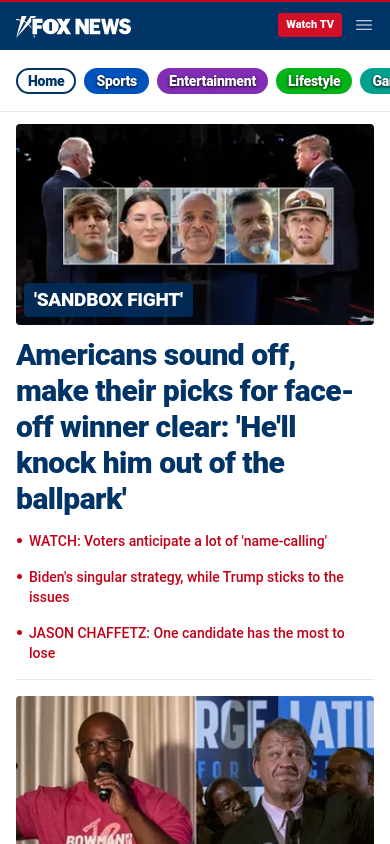 FOX NEWS
Watch TV
Home
Sports
Entertainment
Lifestyle
'SANDBOX FIGHT'
Americans sound off,
make their picks for face-
off winner clear: 'He'll
knock him out of the
ballpark'
WATCH: Voters anticipate a lot of 'name-calling'
Biden's singular strategy, while Trump sticks to the
issues
JASON CHAFFETZ: One candidate has the most to
lose
RGE LATI
FOR
BOWMAN